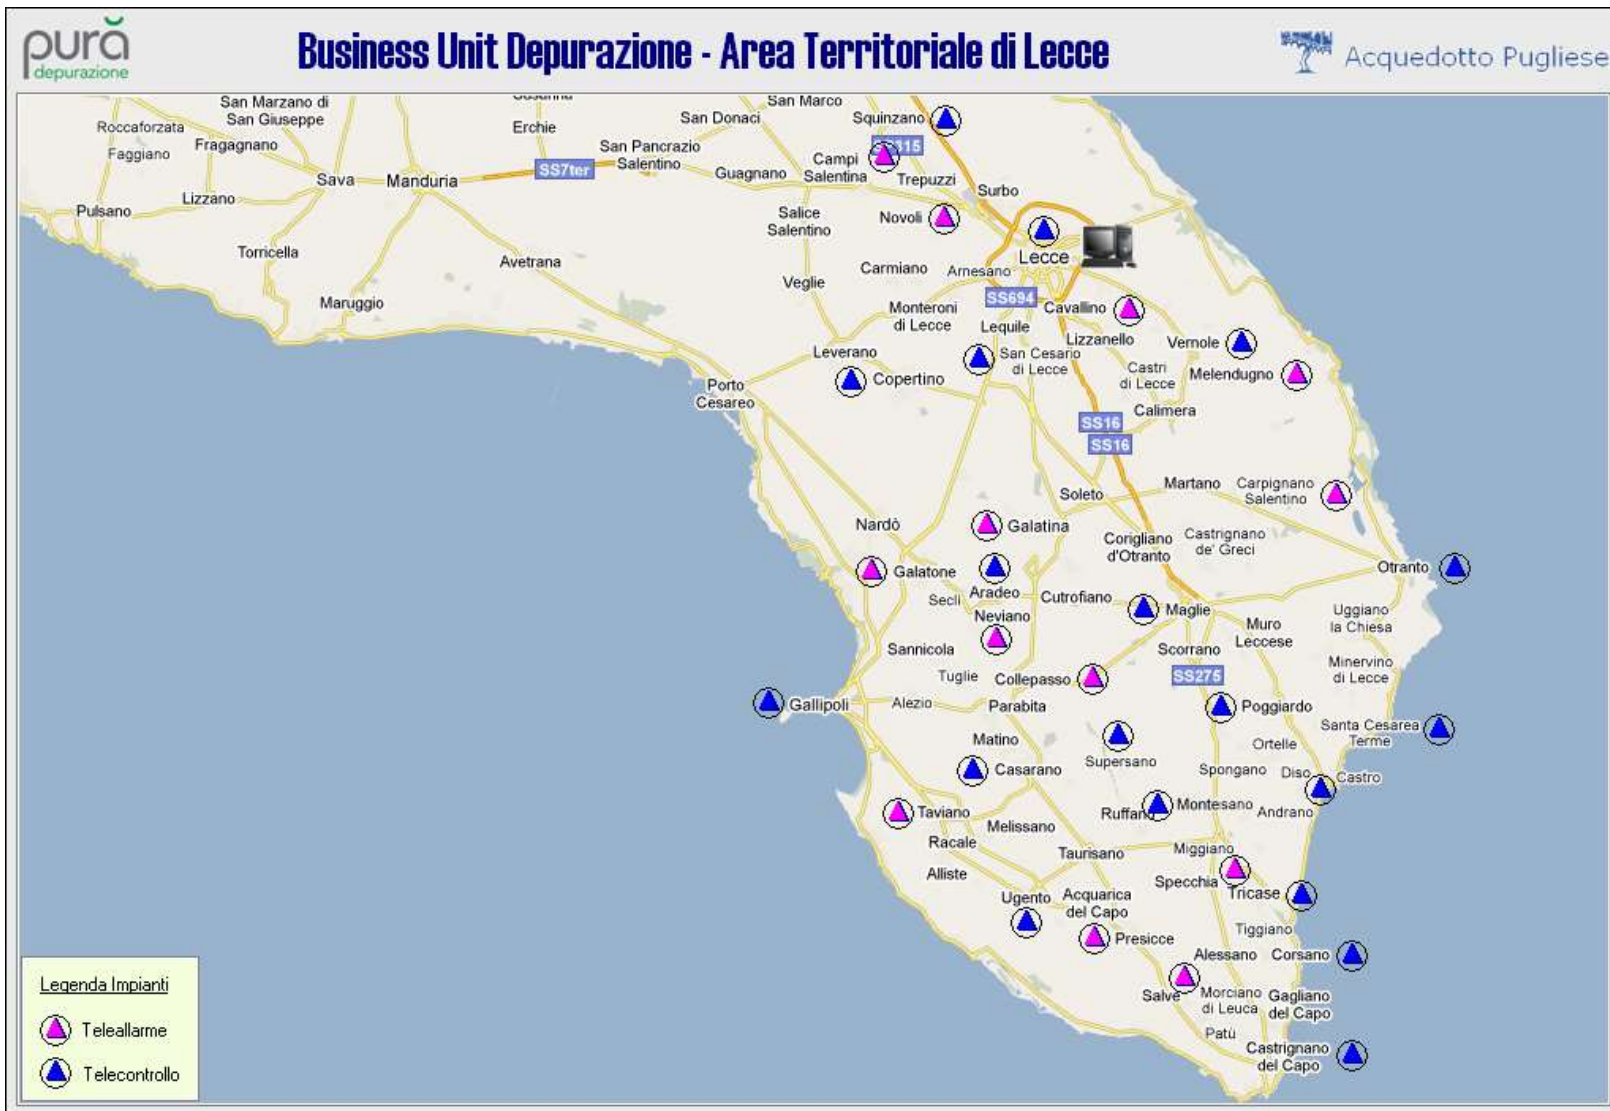 purà
depurazione
Business Unit Depurazione - Area Territoriale di Lecce
Acquedotto Pugliese
San Marzano di
San Giuseppe
Roccaforzata
Faggiano
Fragagnano
Erchie
San Donaci
San Marco
Squinzano
San Pancrazio
Salentino
SS7ter
Campi
Salentina
Trepuzzi
Guagnano
Sava
Manduria
Lizzano
Pulsano
Surbo
Salice
Salentino
Novoli
Torricella
Avetrana
Lecce
Carmiano
Arnesano
Veglie
Maruggio
SS694
Monteroni
di Lecce
Cavallino
Lequile
Lizzanello
Vernole
Leverano
San Cesario
di Lecce
Copertino
Castri
di Lecce
Melendugno
Porto
Cesareo
Calimera
SS16
SS16
Soleto
Martano
Carpignano
Salentino
Nardò
Galatina
Corigliano
d'Otranto
Castrignano
de' Greci
Galatone
Otranto
Aradeo
Secli
Cutrofiano
Maglie
Neviano
Uggiano
la Chiesa
Muro
Leccese
Sannicola
Scorrano
Minervino
di Lecce
Tuglie
Collepasso
SS275
Gallipoli
Alezio
Parabita
Poggiardo
Santa Cesarea
Terme
Matino
Ortelle
Supersano
Casarano
Spongano
Diso
Castro
Taviano
Ruffano
Montesano
Andrano
Melissano
Racale
Taurisano
Miggiano
Alliste
Specchia
Tricase
Ugento
Acquarica
del Capo
Tiggiano
Presicce
Alessano
Corsano
Salve
Morciano
di Leuca
Gagliano
del Capo
Patù
Castrignano
del Capo
Legenda Impianti
Teleallarme
Telecontrollo